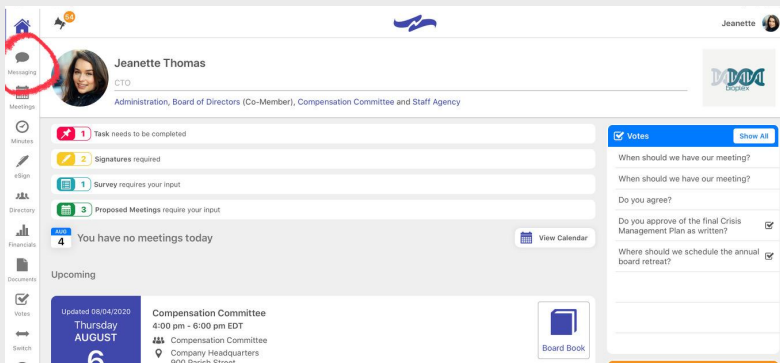 54
Jeanette
Messaging
Meetings
Minutes
eSign
Directory
Financials
Documents
Votes
Switch
Jeanette Thomas
CTO
Administration, Board of Directors (Co-Member), Compensation Committee and Staff Agency
bioplex
1 Task needs to be completed
2 Signatures required
1 Survey requires your input
3 Proposed Meetings require your input
AUG
4
You have no meetings today
View Calendar
Upcoming
Updated 08/04/2020
Thursday
AUGUST
6
Compensation Committee
4:00 pm - 6:00 pm EDT
Compensation Committee
Company Headquarters
900 Parish Street
Board Book
Votes
Show All
When should we have our meeting?
When should we have our meeting?
Do you agree?
Do you approve of the final Crisis
Management Plan as written?
Where should we schedule the annual
board retreat?